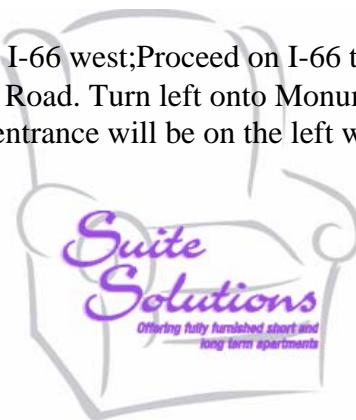 I-66 west;Proceed on I-66 t
Road. Turn left onto Monu
entrance will be on the left w
Suite
Solutions
Offering fully furnished short and
long term apartments